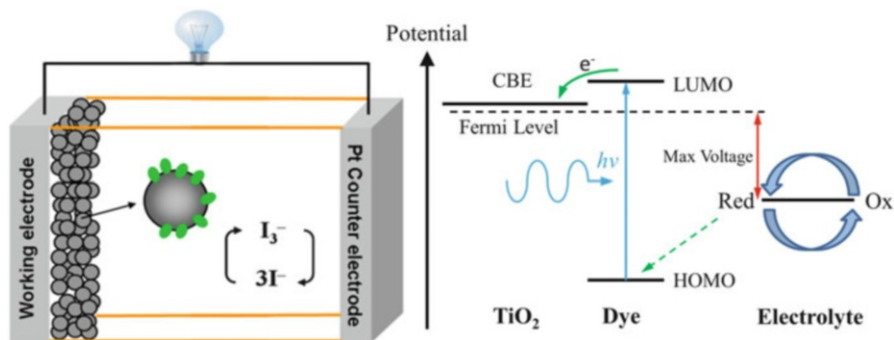 Working electrode
I₃⁻
3I⁻
Pt Counter electrode
Potential
CBE
e⁻
LUMO
Fermi Level
hν
Max Voltage
Red
Ox
HOMO
TiO₂
Dye
Electrolyte